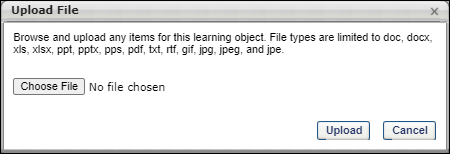 Upload File
Browse and upload any items for this learning object. File types are limited to doc, docx,
xls, xlsx, ppt, pptx, pps, pdf, txt, rtf, gif, jpg, jpeg, and jpe.
Choose File No file chosen
Upload Cancel